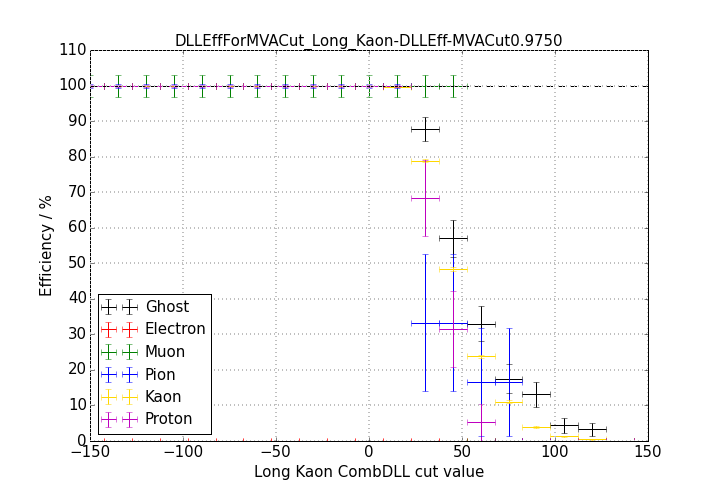 DLLEffForMVACut_Long_Kaon-DLLEff-MVACut0.9750
110
100
90
80
70
60
50
40
30
20
10
0
Efficiency / %
Ghost
Electron
Muon
Pion
Kaon
Proton
−150 −100 −50 0 50 100 150
Long Kaon CombDLL cut value